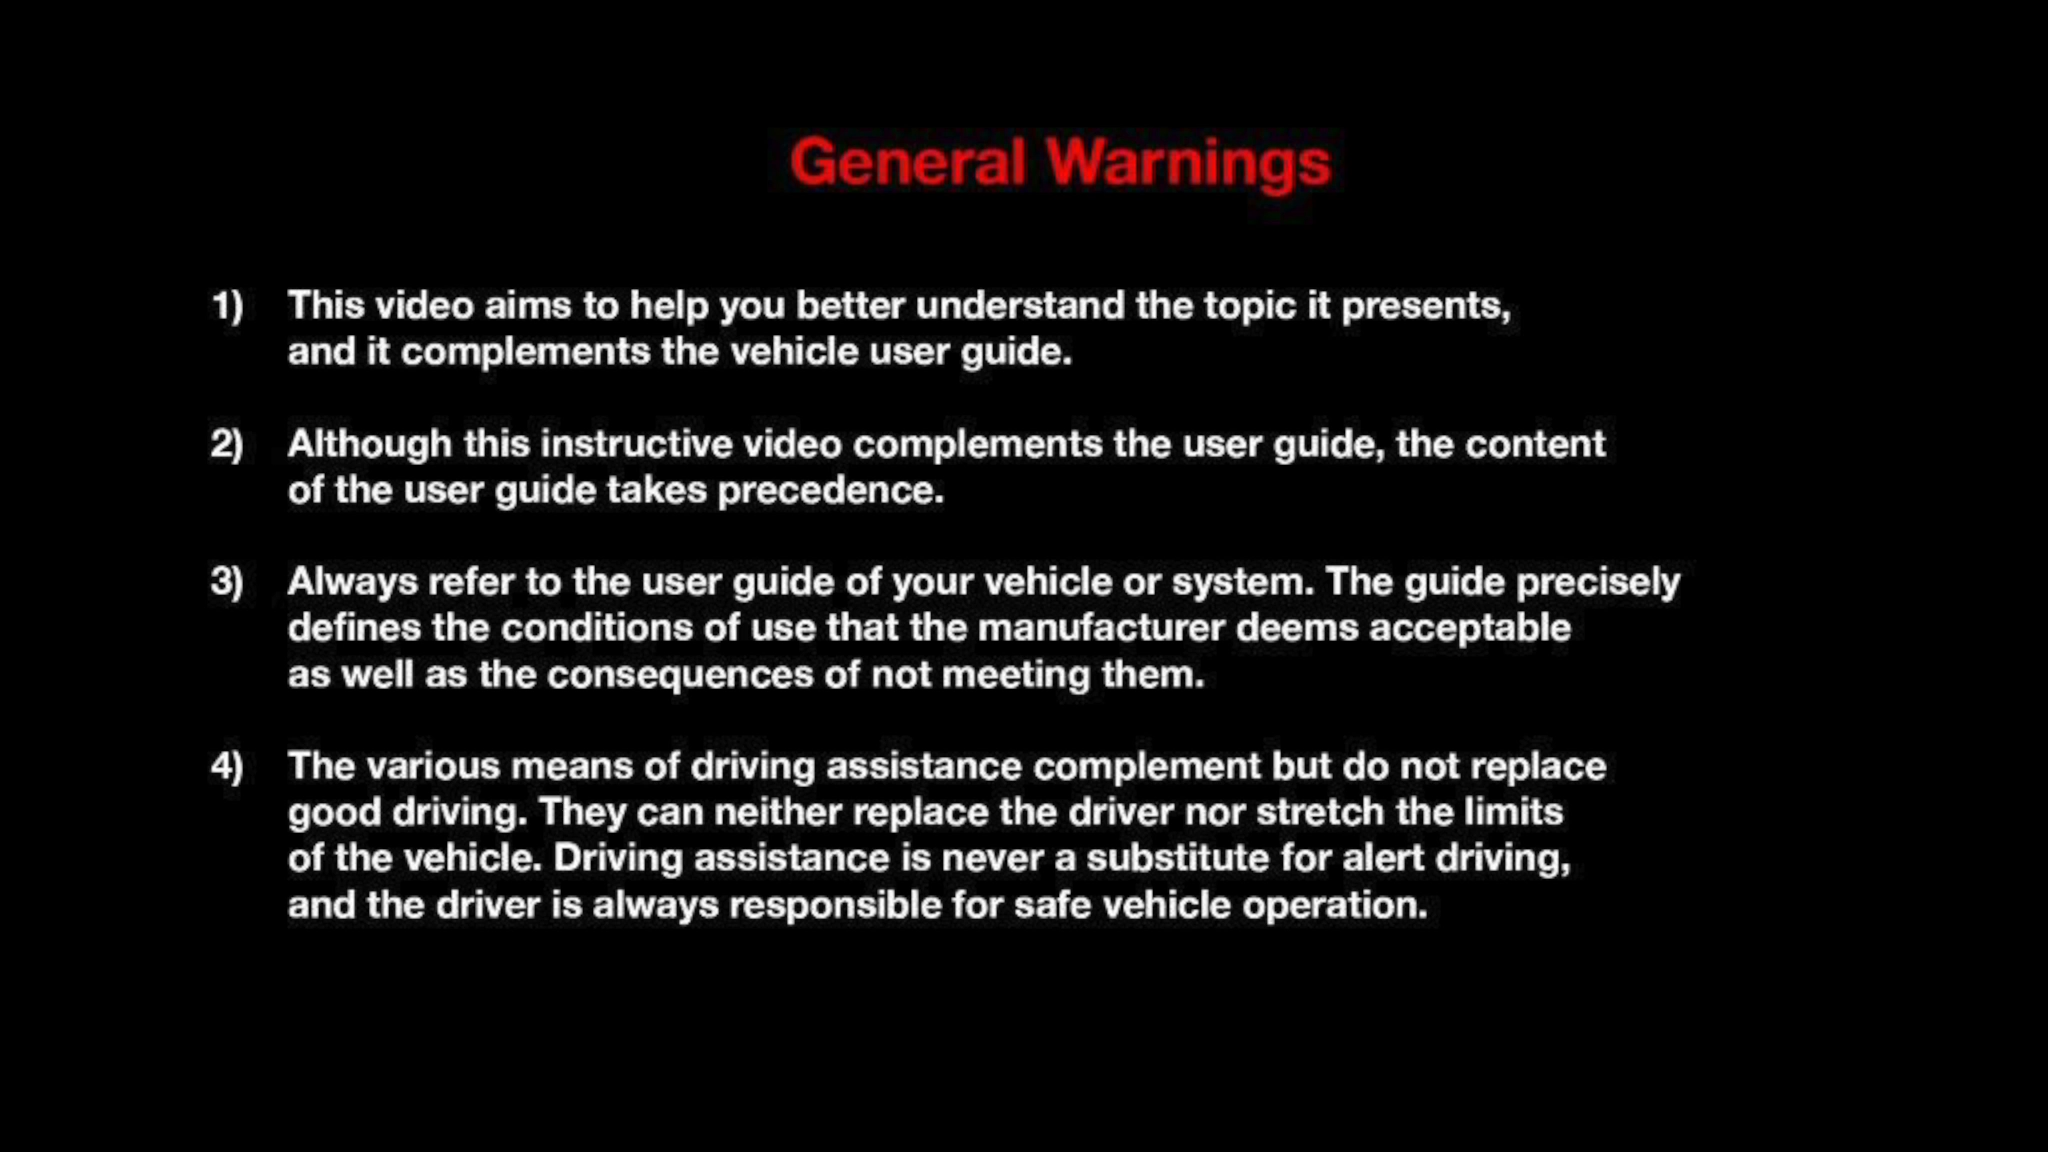 General Warnings
1) This video aims to help you better understand the topic it presents,
and it complements the vehicle user guide.
2) Although this instructive video complements the user guide, the content
of the user guide takes precedence.
3) Always refer to the user guide of your vehicle or system. The guide precisely
defines the conditions of use that the manufacturer deems acceptable
as well as the consequences of not meeting them.
4) The various means of driving assistance complement but do not replace
good driving. They can neither replace the driver nor stretch the limits
of the vehicle. Driving assistance is never a substitute for alert driving,
and the driver is always responsible for safe vehicle operation.